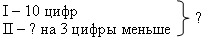 I – 10 цифр
II – ? на 3 цифры меньше
?